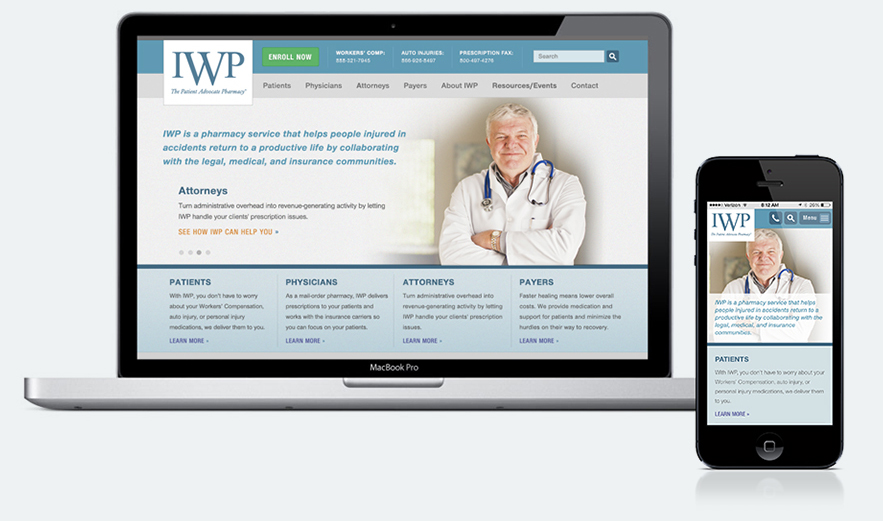 IWP
The Patient Advocate Pharmacy®
ENROLL NOW
WORKERS' COMP:
888-321-7945
AUTO INJURIES:
866-626-8497
PRESCRIPTION FAX:
800-497-4276
Search
Patients Physicians Attorneys Payers About IWP Resources/Events Contact
IWP is a pharmacy service that helps people injured in
accidents return to a productive life by collaborating
with the legal, medical, and insurance communities.
Attorneys
Turn administrative overhead into revenue-generating activity by letting
IWP handle your clients' prescription issues.
SEE HOW IWP CAN HELP YOU »
PATIENTS
With IWP, you don't have to worry
about your Workers' Compensation,
auto injury, or personal injury
medications, we deliver them to you.
LEARN MORE »
PHYSICIANS
As a mail-order pharmacy, IWP delivers
prescriptions to your patients and
works with the insurance carriers so
you can focus on your patients.
LEARN MORE »
ATTORNEYS
Turn administrative overhead into
revenue-generating activity by letting
IWP handle your clients' prescription
issues.
LEARN MORE »
PAYERS
Faster healing means lower overall
costs. We provide medication and
support for patients and minimize the
hurdles on their way to recovery.
LEARN MORE »
MacBook Pro
Verizon 8:12 AM 26%
IWP
The Patient Advocate Pharmacy®
Menu
IWP is a pharmacy service that helps
people injured in accidents return to a
productive life by collaborating with the
legal, medical, and insurance
communities.
PATIENTS
With IWP, you don't have to worry about your
Workers' Compensation, auto injury, or
personal injury medications, we deliver them
to you.
LEARN MORE »